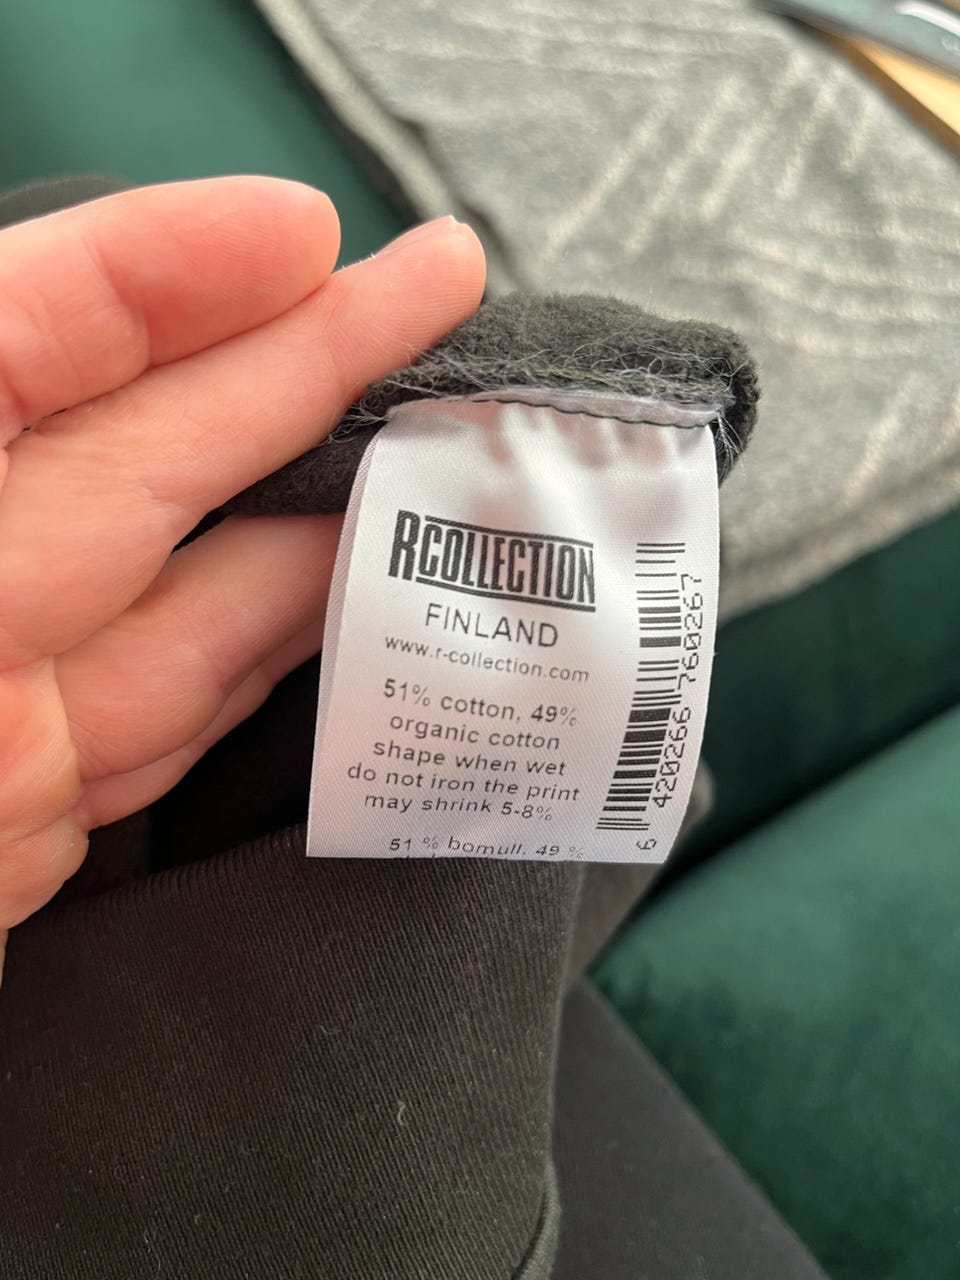 RCOLLECTION
FINLAND
www.r-collection.com
51% cotton, 49%
organic cotton
shape when wet
do not iron the print
may shrink 5-8%
51 % bomull. 49 %
6 420266 760267